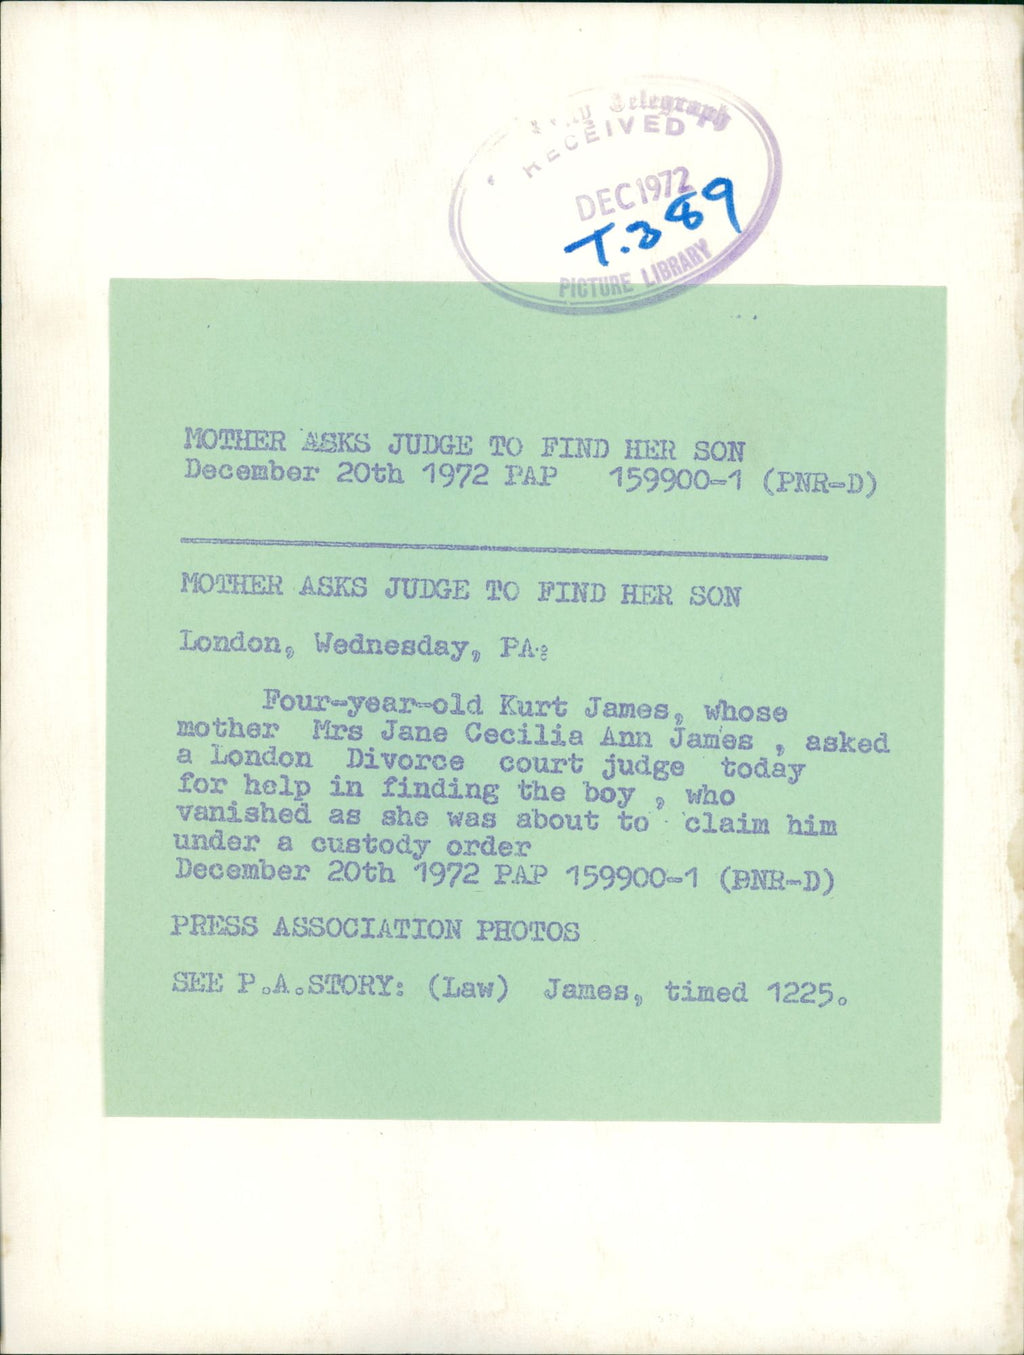 Telegraph
RECEIVED
DEC 1972
T.389
PICTURE LIBRARY
MOTHER ASKS JUDGE TO FIND HER SON
December 20th 1972 PAP 159900-1 (PNR-D)
MOTHER ASKS JUDGE TO FIND HER SON
London, Wednesday, PA:
Four-year-old Kurt James, whose
mother Mrs Jane Cecilia Ann James , asked
a London Divorce court judge today
for help in finding the boy , who
vanished as she was about to claim him
under a custody order
December 20th 1972 PAP 159900-1 (PNR-D)
PRESS ASSOCIATION PHOTOS
SEE P.A.STORY: (Law) James, timed 1225.